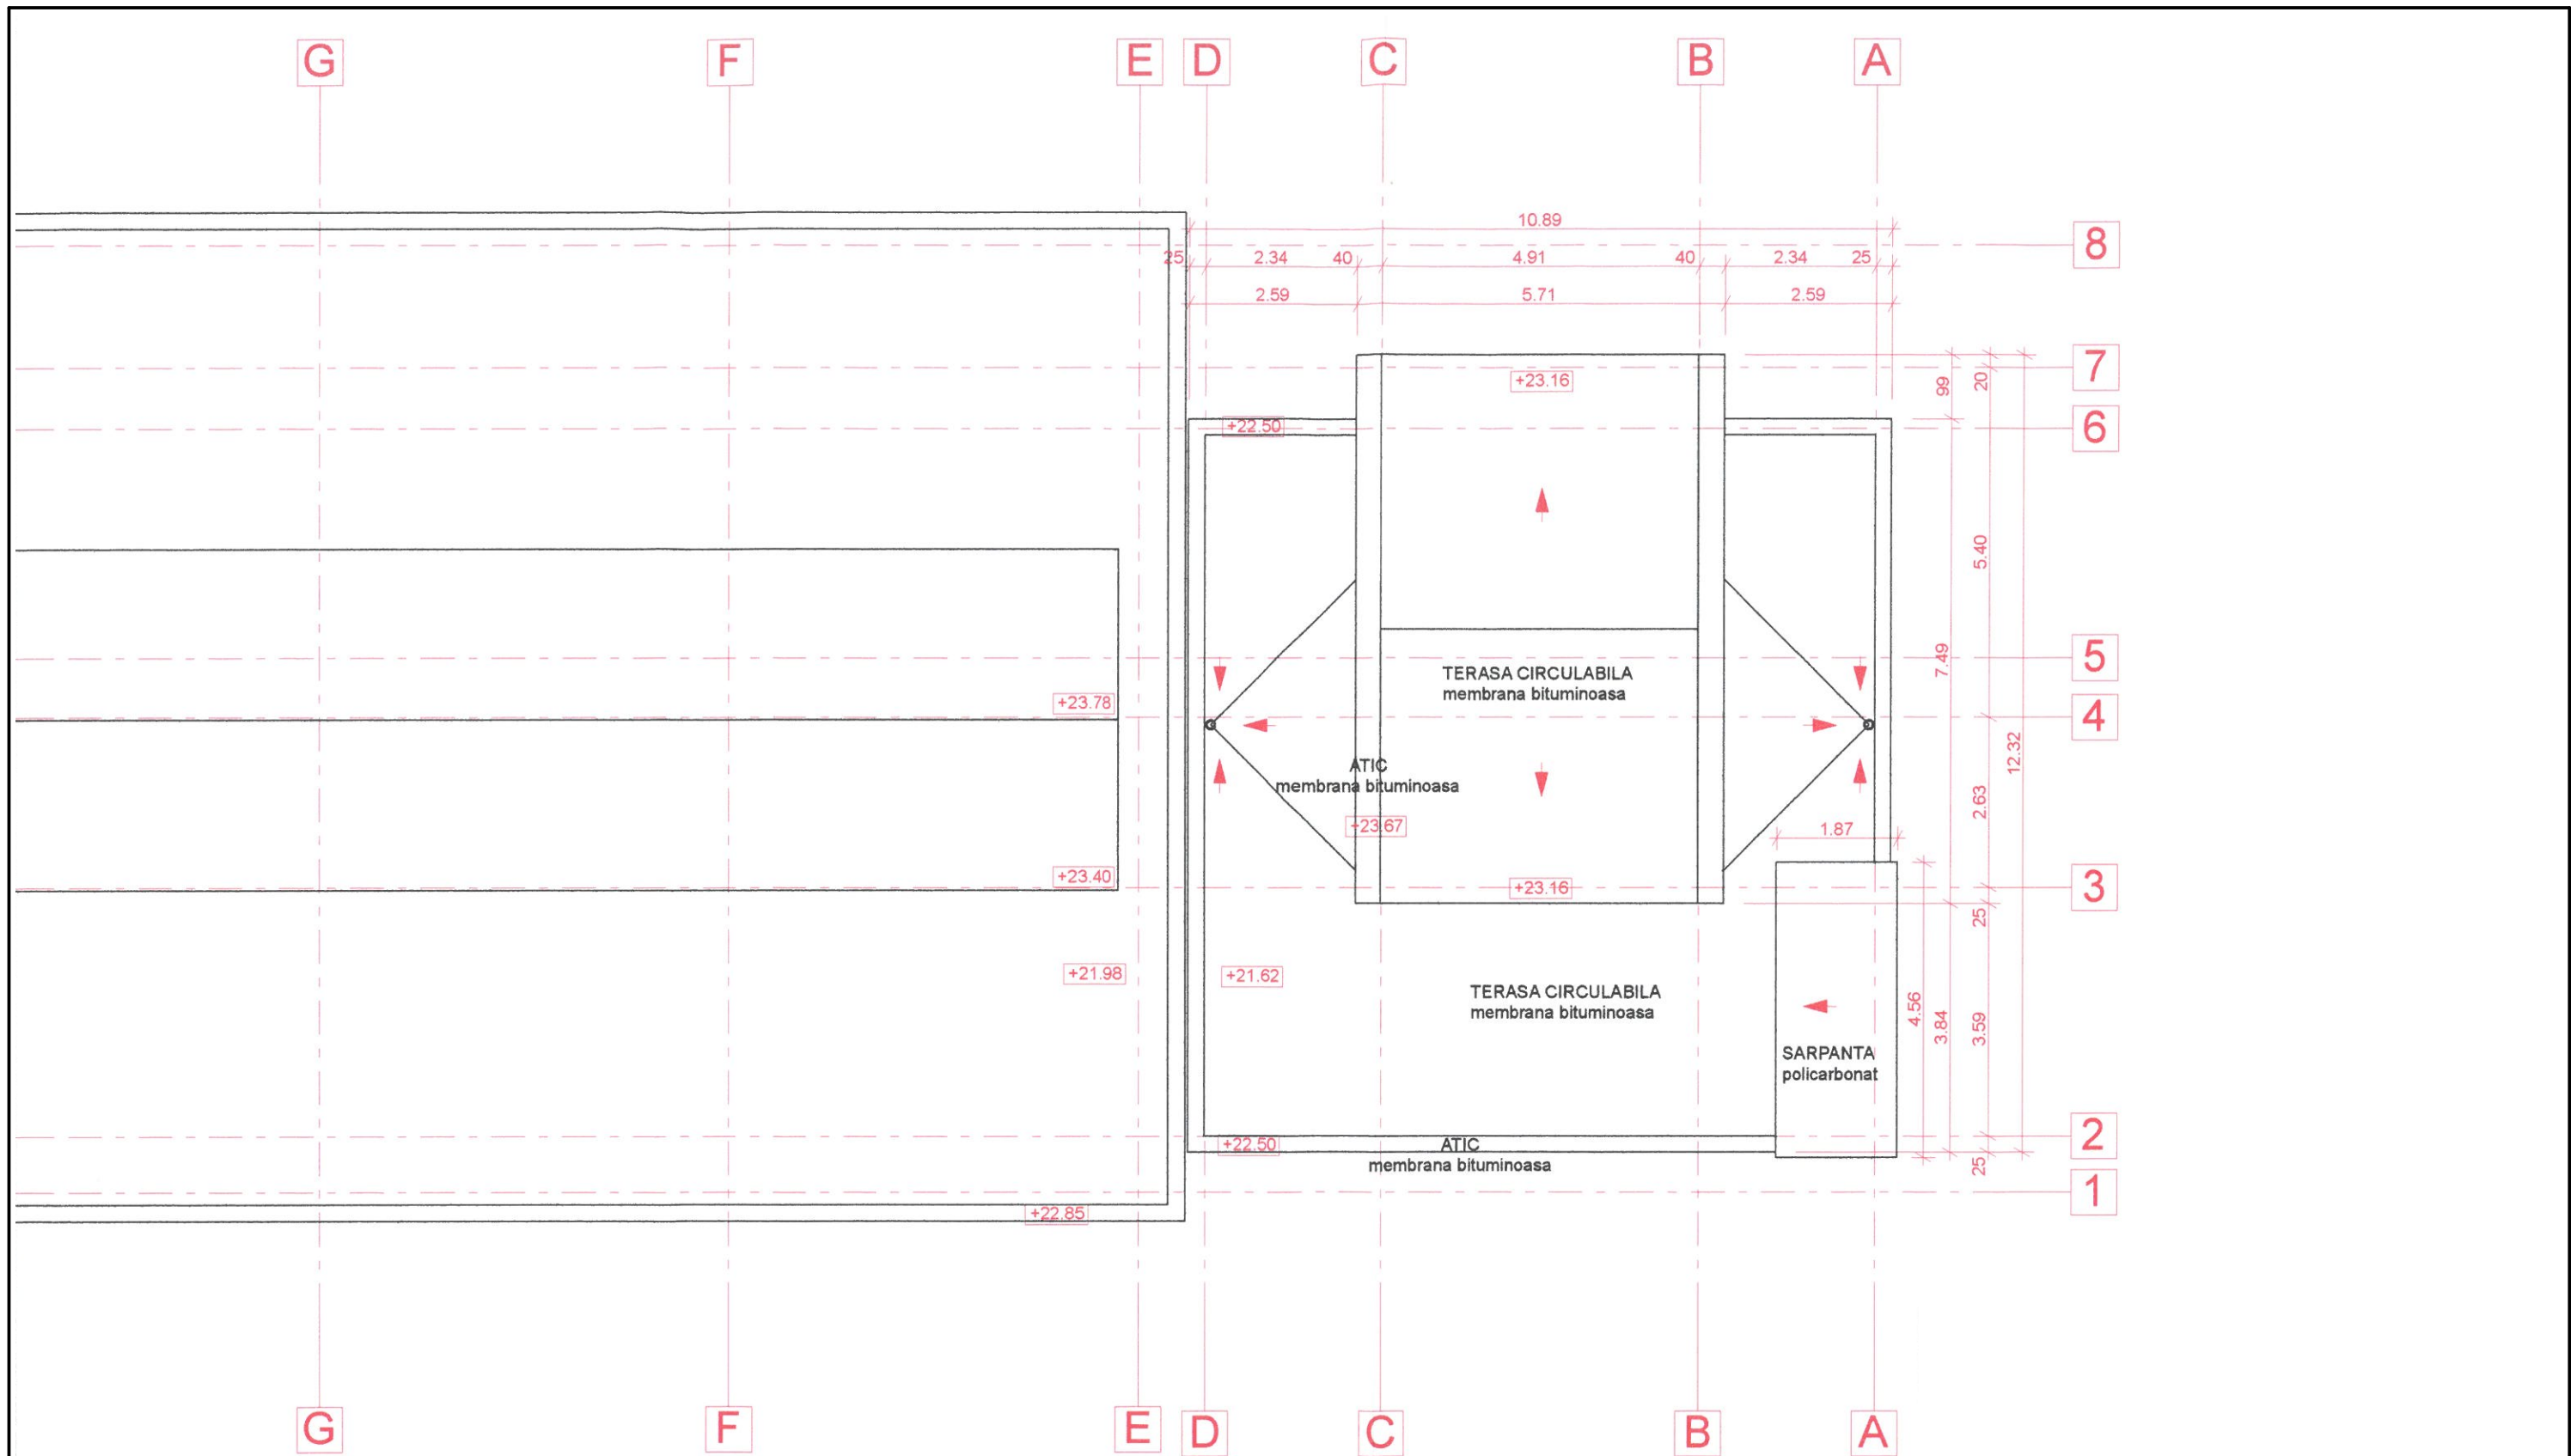 G F E D C B A
10.89
8
25 2.34 40 4.91 40 2.34 25
2.59 5.71 2.59
7
+23.16
99
20
+22.50
6
5.40
7.49
5
TERASA CIRCULABILA
membrana bituminoasa
+23.78
4
12.32
ATIC
membrana bituminoasa
2.63
+23.67
1.87
+23.40
+23.16
3
25
+21.98
+21.62
TERASA CIRCULABILA
membrana bituminoasa
4.56
3.84
3.59
SARPANTA
policarbonat
2
+22.50
ATIC
membrana bituminoasa
25
1
+22.85
G F E D C B A